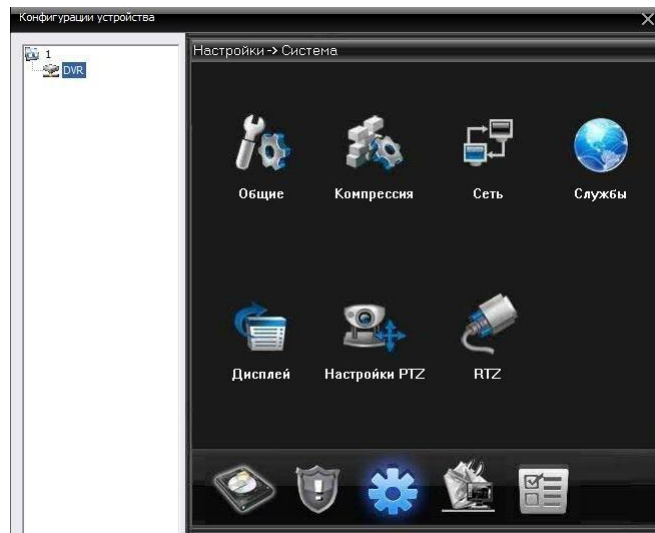 Конфигурации устройства
1
DVR
Настройки -> Система
Общие
Компрессия
Сеть
Службы
Дисплей
Настройки PTZ
RTZ